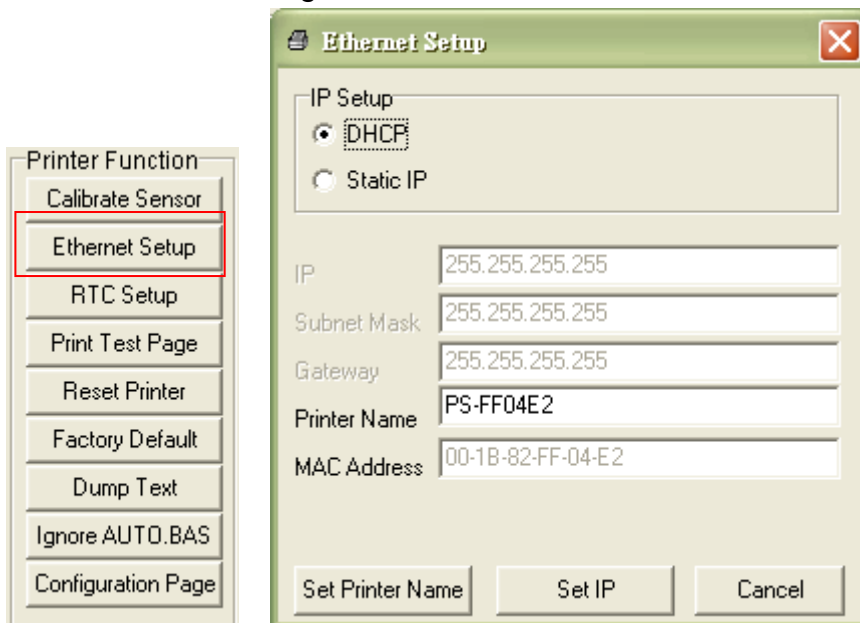 Printer Function
Calibrate Sensor
Ethernet Setup
RTC Setup
Print Test Page
Reset Printer
Factory Default
Dump Text
Ignore AUTO.BAS
Configuration Page
Ethernet Setup
IP Setup
DHCP
Static IP
IP 255.255.255.255
Subnet Mask 255.255.255.255
Gateway 255.255.255.255
Printer Name PS-FF04E2
MAC Address 00-1B-82-FF-04-E2
Set Printer Name Set IP Cancel